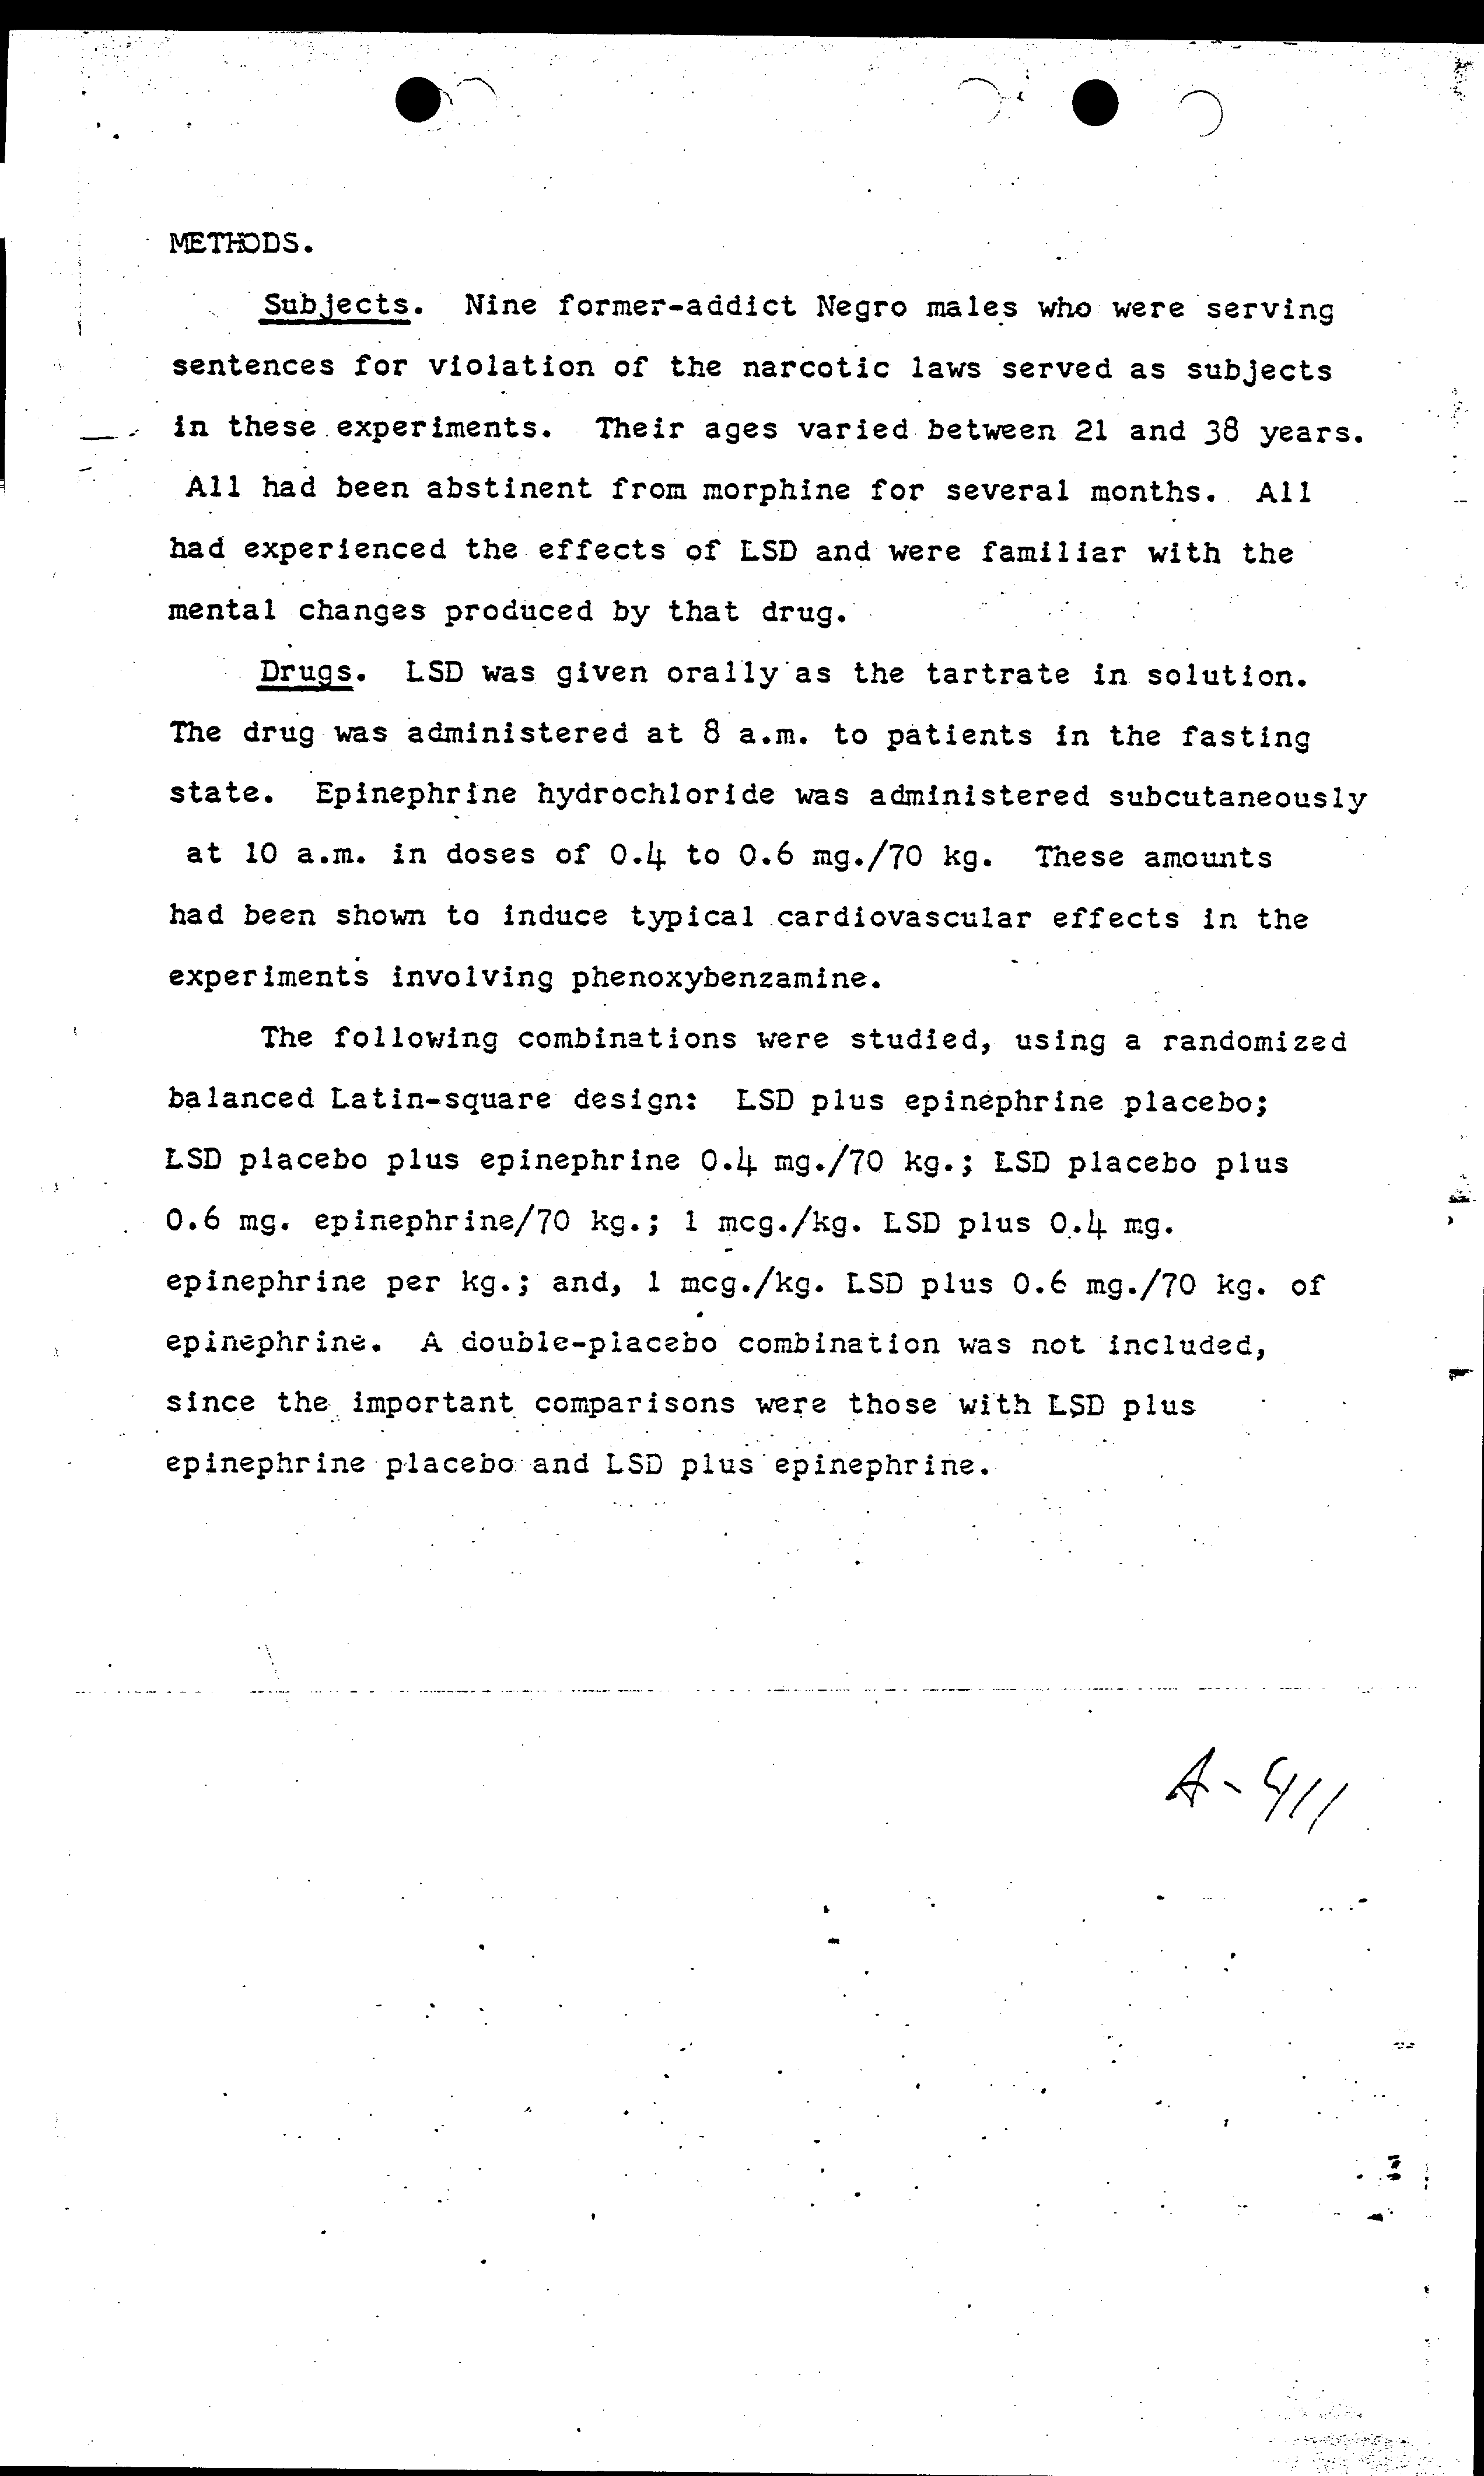 METHODS.
Subjects. Nine former-addict Negro males who were serving
sentences for violation of the narcotic laws served as subjects
in these experiments. Their ages varied between 21 and 38 years.
All had been abstinent from morphine for several months. All
had experienced the effects of LSD and were familiar with the
mental changes produced by that drug.
Drugs. LSD was given orally as the tartrate in solution.
The drug was administered at 8 a.m. to patients in the fasting
state. Epinephrine hydrochloride was administered subcutaneously
at 10 a.m. in doses of 0.4 to 0.6 mg./70 kg. These amounts
had been shown to induce typical cardiovascular effects in the
experiments involving phenoxybenzamine.
The following combinations were studied, using a randomized
balanced Latin-square design: LSD plus epinephrine placebo;
LSD placebo plus epinephrine 0.4 mg./70 kg.; LSD placebo plus
0.6 mg. epinephrine/70 kg.; 1 mcg./kg. LSD plus 0.4 mg.
epinephrine per kg.; and, 1 mcg./kg. LSD plus 0.6 mg./70 kg. of
epinephrine. A double-placebo combination was not included,
since the important comparisons were those with LSD plus
epinephrine placebo and LSD plus epinephrine.
A-411